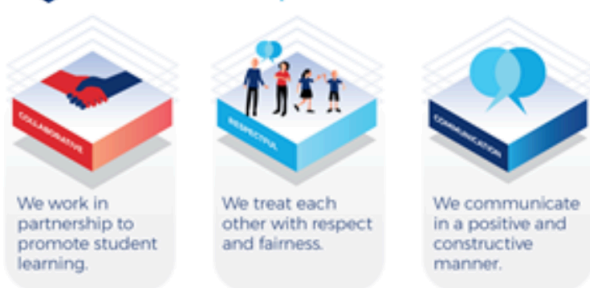 COLLABORATIVE
We work in
partnership to
promote student
learning.
RESPECTFUL
We treat each
other with respect
and fairness.
COMMUNICATION
We communicate
in a positive and
constructive
manner.